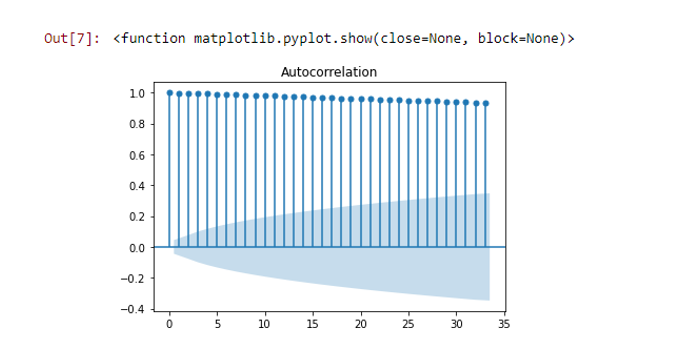 Out[7]: <function matplotlib.pyplot.show(close=None, block=None)>
Autocorrelation
1.0
0.8
0.6
0.4
0.2
0.0
−0.2
−0.4
0 5 10 15 20 25 30 35